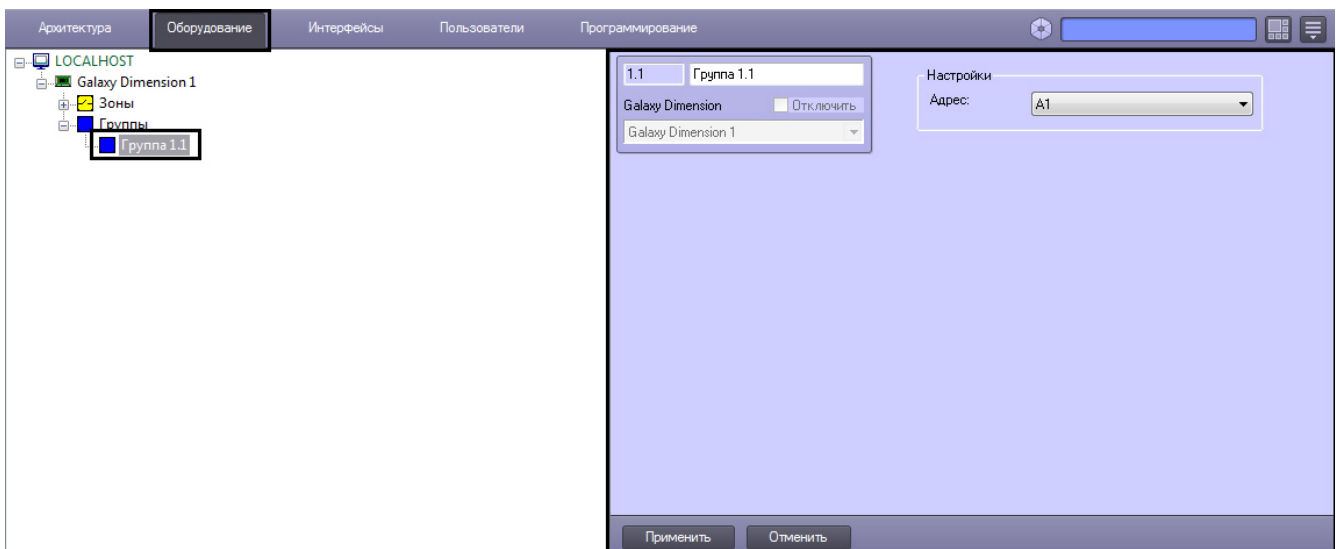 Архитектура Оборудование Интерфейсы Пользователи Программирование
LOCALHOST
Galaxy Dimension 1
Зоны
Группы
Группа 1.1
1.1 Группа 1.1
Galaxy Dimension Отключить
Galaxy Dimension 1
Настройки
Адрес: A1
Применить Отменить